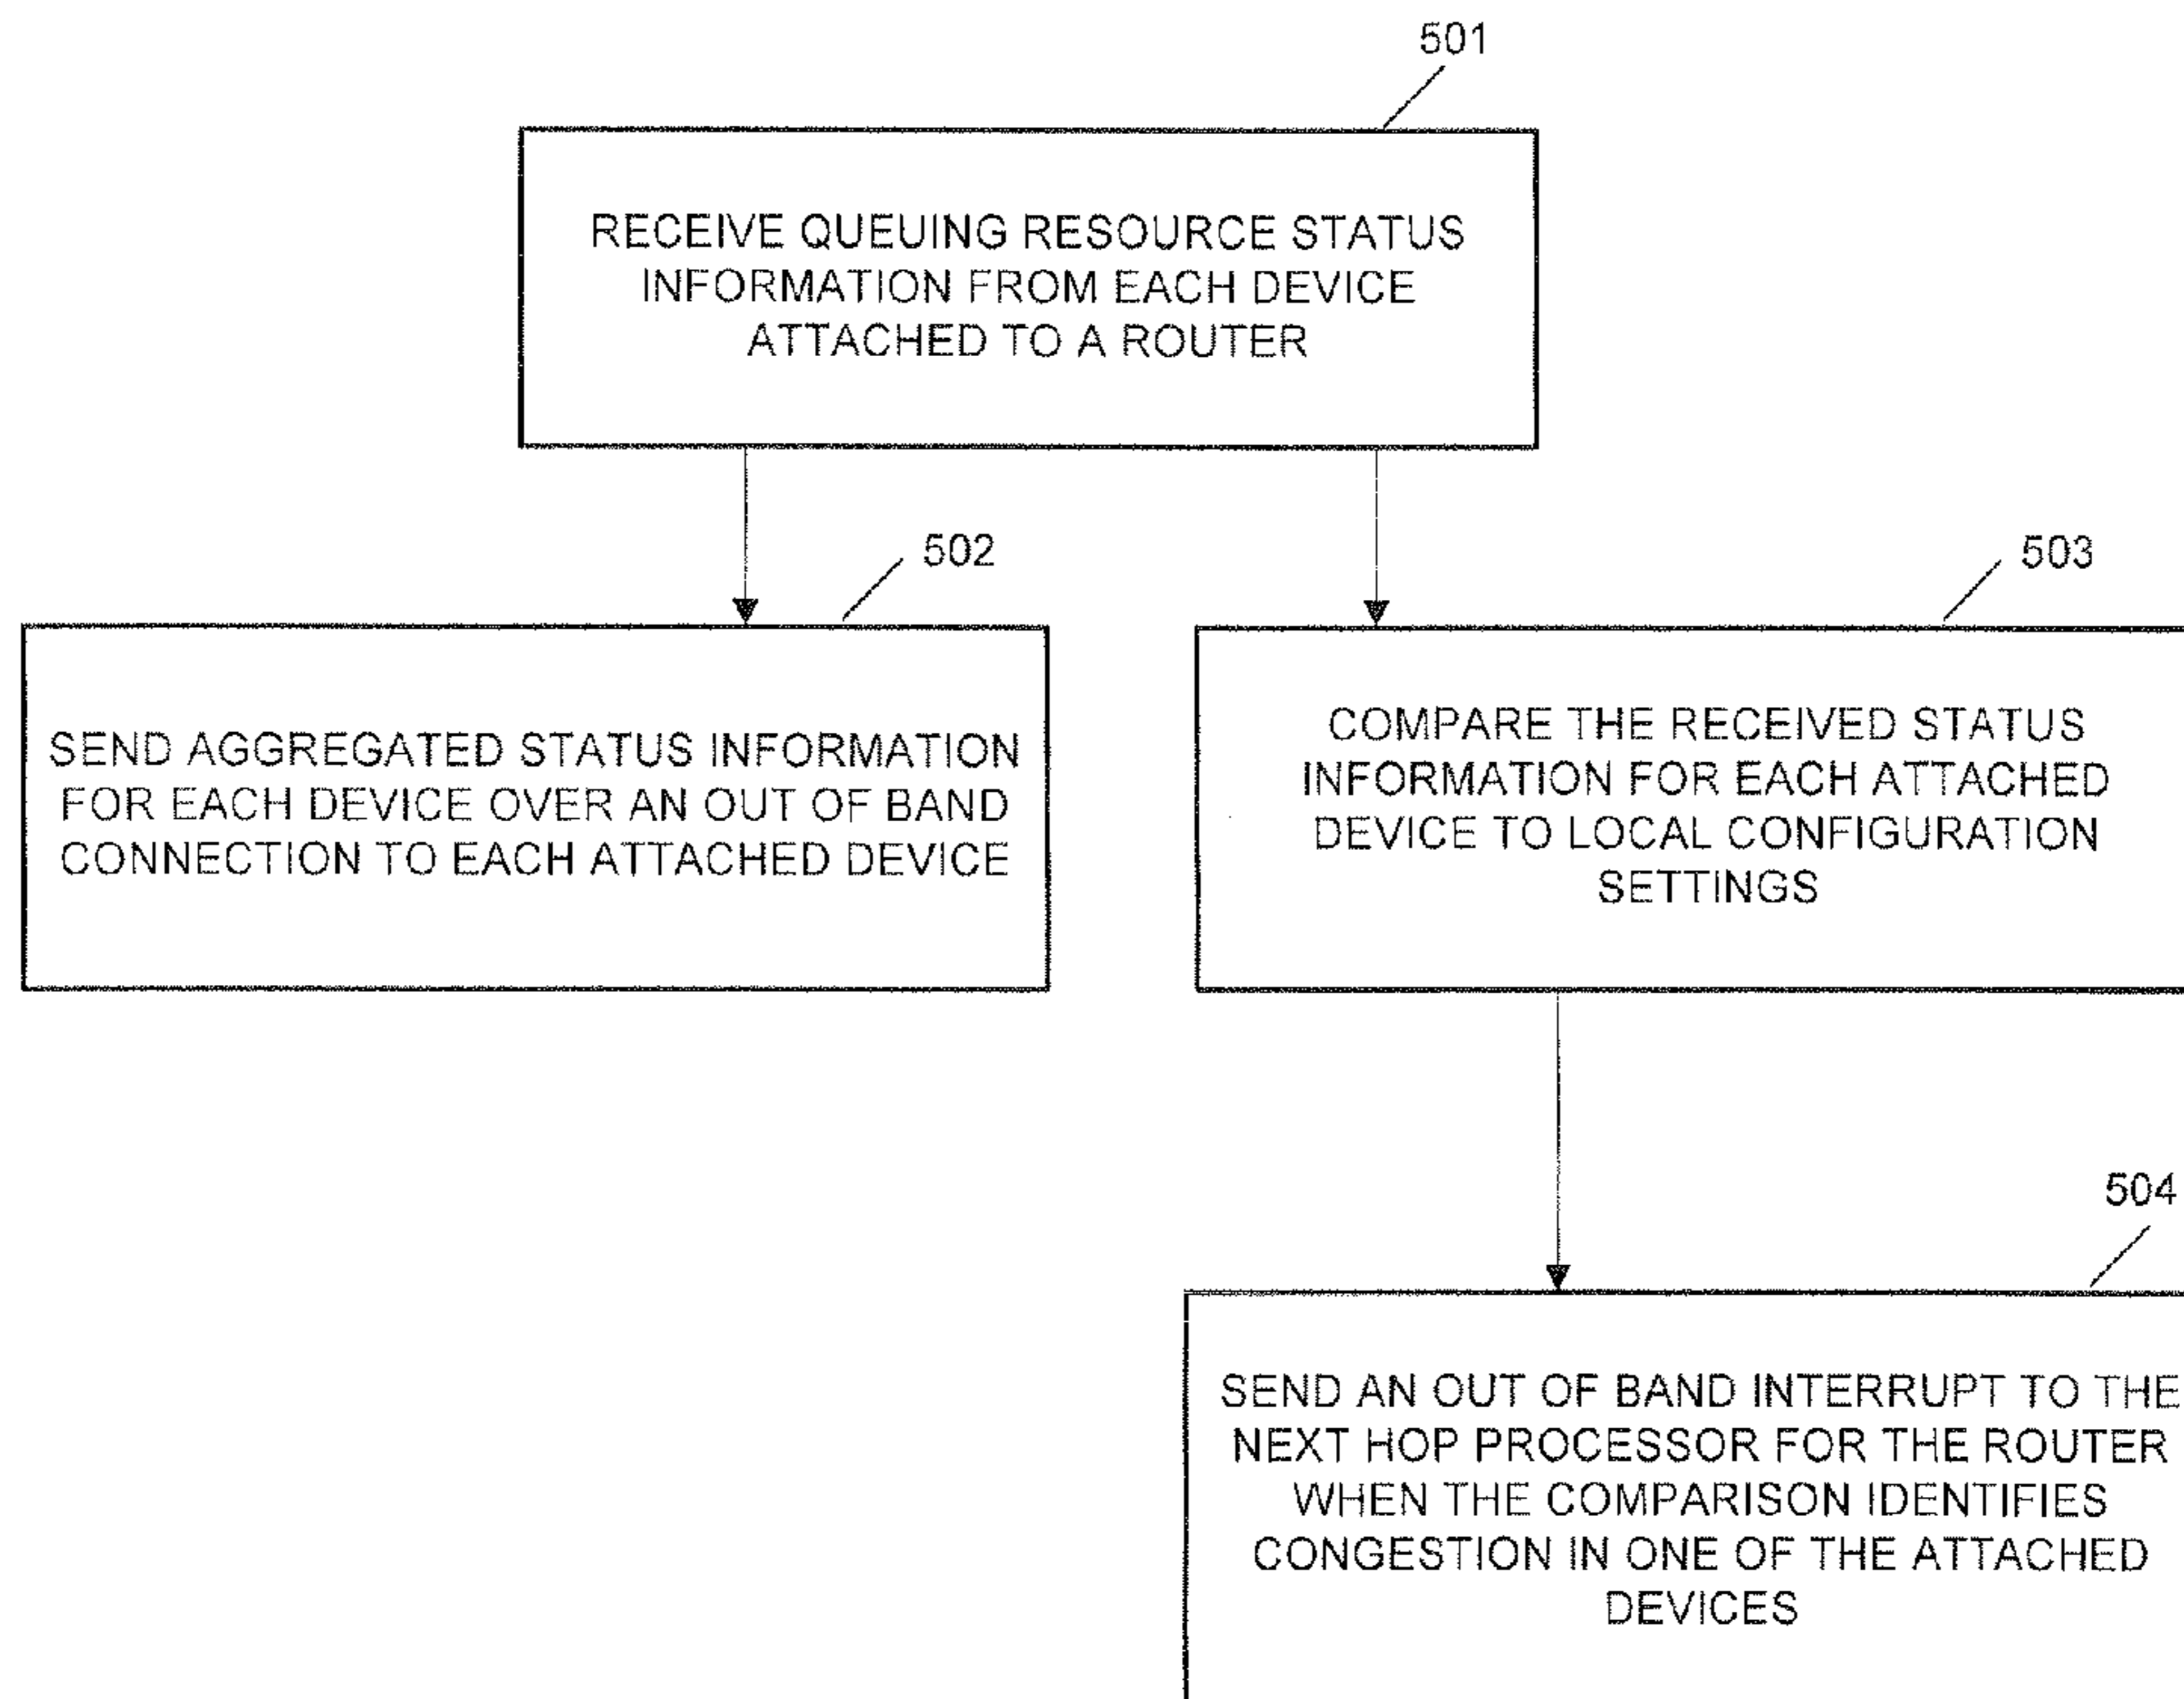 501
RECEIVE QUEUING RESOURCE STATUS
INFORMATION FROM EACH DEVICE
ATTACHED TO A ROUTER
502
503
SEND AGGREGATED STATUS INFORMATION
FOR EACH DEVICE OVER AN OUT OF BAND
CONNECTION TO EACH ATTACHED DEVICE
COMPARE THE RECEIVED STATUS
INFORMATION FOR EACH ATTACHED
DEVICE TO LOCAL CONFIGURATION
SETTINGS
504
SEND AN OUT OF BAND INTERRUPT TO THE
NEXT HOP PROCESSOR FOR THE ROUTER
WHEN THE COMPARISON IDENTIFIES
CONGESTION IN ONE OF THE ATTACHED
DEVICES